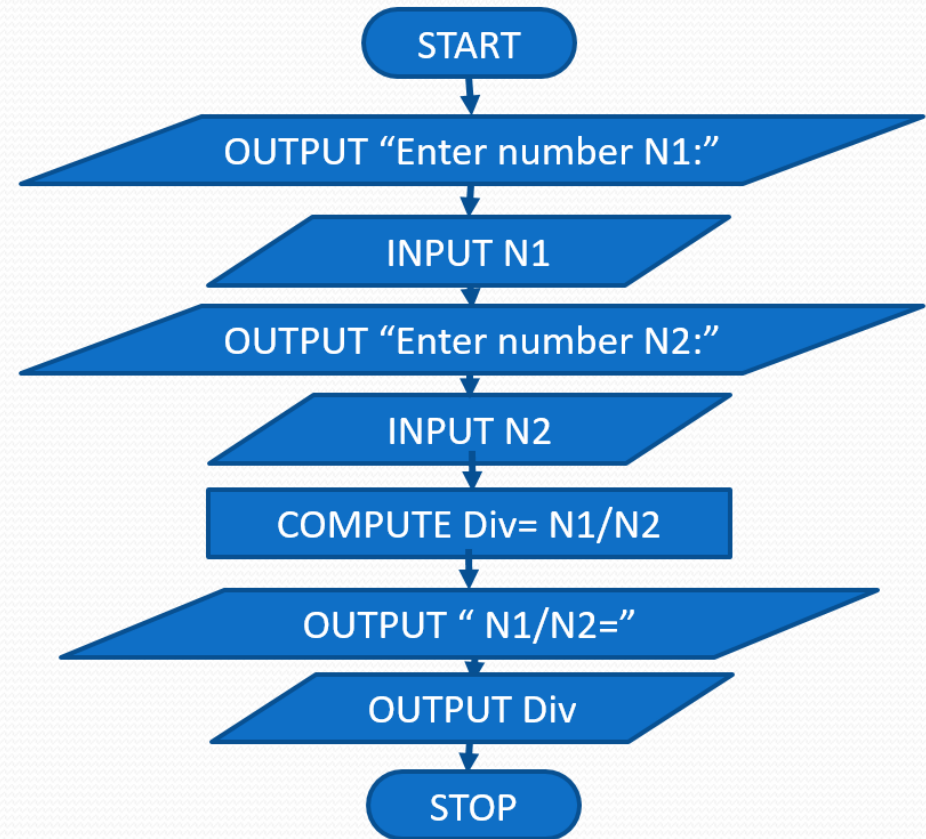 START
OUTPUT “Enter number N1:”
INPUT N1
OUTPUT “Enter number N2:”
INPUT N2
COMPUTE Div= N1/N2
OUTPUT “ N1/N2=”
OUTPUT Div
STOP